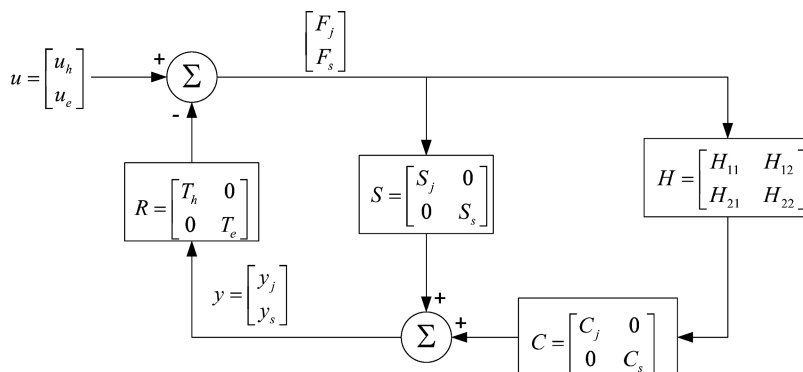 [F_j
F_s]
u = [u_h
u_e]
+
Σ
-
R = [T_h 0
0 T_e]
S = [S_j 0
0 S_s]
H = [H_11 H_12
H_21 H_22]
y = [y_j
y_s]
+
+
Σ
C = [C_j 0
0 C_s]